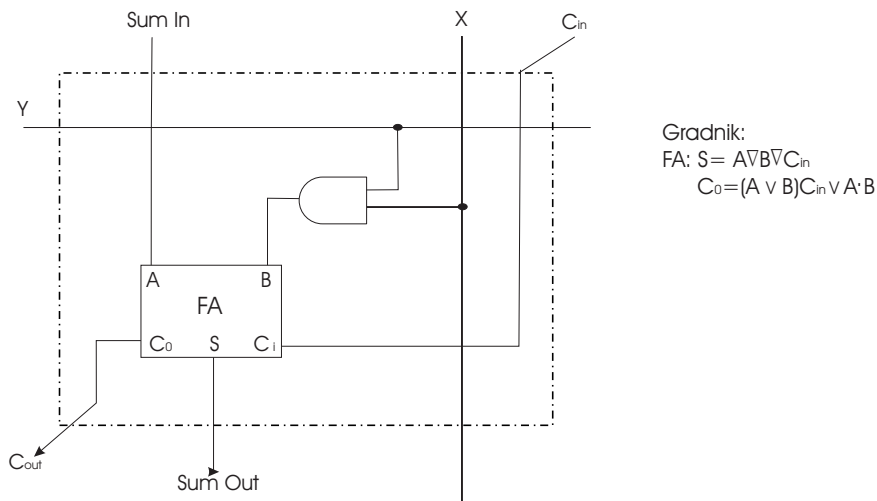 Sum In
X
Cin
Y
Gradnik:
FA: S= A∇B∇Cin
C0=(A ∨ B)Cin ∨ A·B
A
B
FA
C0
S
Ci
Cout
Sum Out